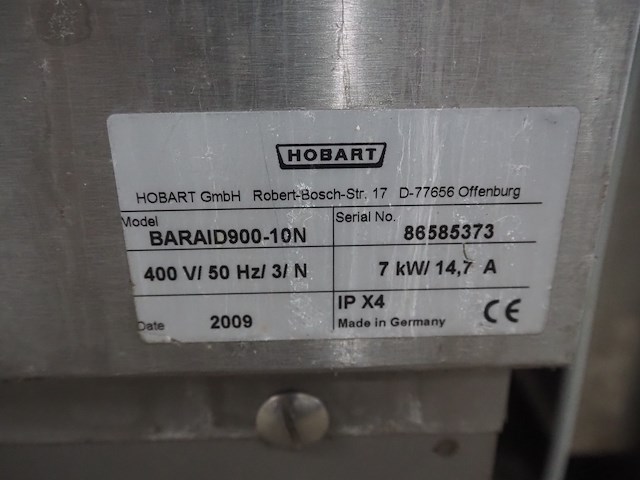 HOBART
HOBART GmbH Robert-Bosch-Str. 17 D-77656 Offenburg
Model
BARAID900-10N
Serial No.
86585373
400 V/ 50 Hz/ 3/ N
7 kW/ 14,7 A
Date 2009
IP X4
Made in Germany CE